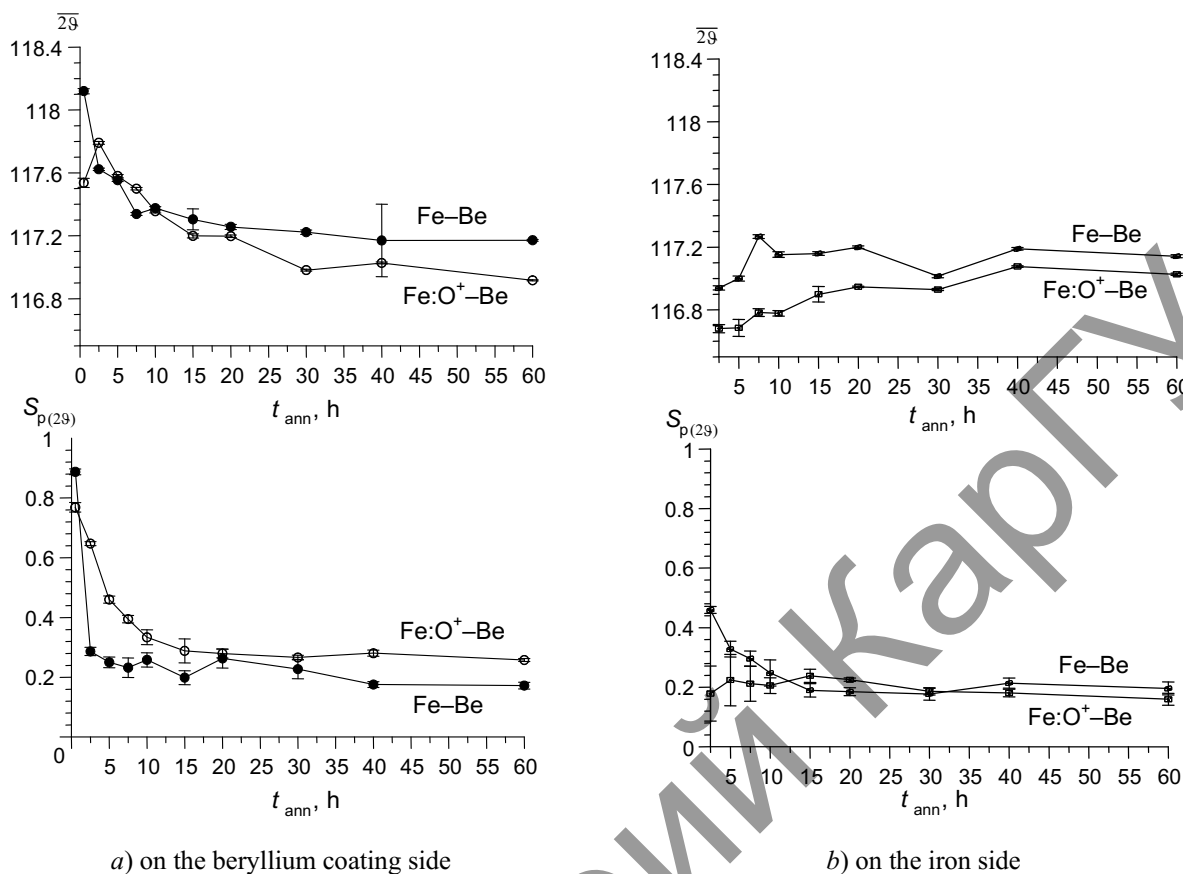 2ϑ
118.4
118
117.6
117.2
116.8
Fe–Be
Fe:O⁺–Be
0 5 10 15 20 25 30 35 40 45 50 55 60
t ann, h
2ϑ
118.4
118
117.6
117.2
116.8
Fe–Be
Fe:O⁺–Be
5 10 15 20 25 30 35 40 45 50 55 60
t ann, h
Sp(2ϑ)
1
0.8
0.6
0.4
0.2
0
Fe:O⁺–Be
Fe–Be
5 10 15 20 25 30 35 40 45 50 55 60
t ann, h
Sp(2ϑ)
1
0.8
0.6
0.4
0.2
0
Fe–Be
Fe:O⁺–Be
5 10 15 20 25 30 35 40 45 50 55 60
t ann, h
a) on the beryllium coating side
b) on the iron side
КарГУ